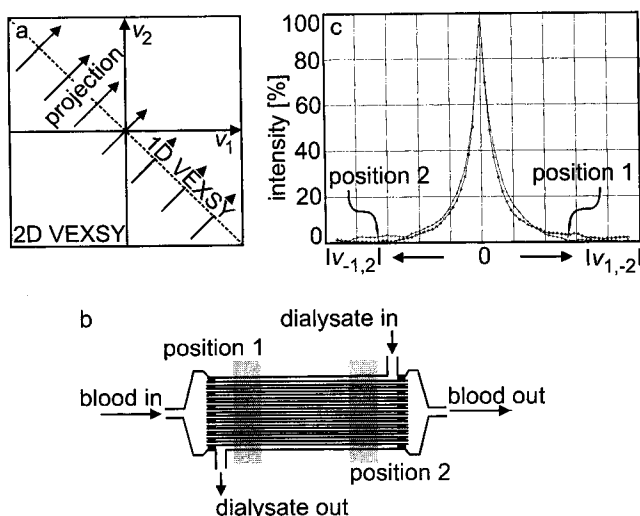 a
v2
projection
v1
1D VEXSY
2D VEXSY
c
intensity [%]
100
80
60
40
20
0
position 2
position 1
|v-1,2|
0
|v1,-2|
b
dialysate in
position 1
blood in
blood out
position 2
dialysate out